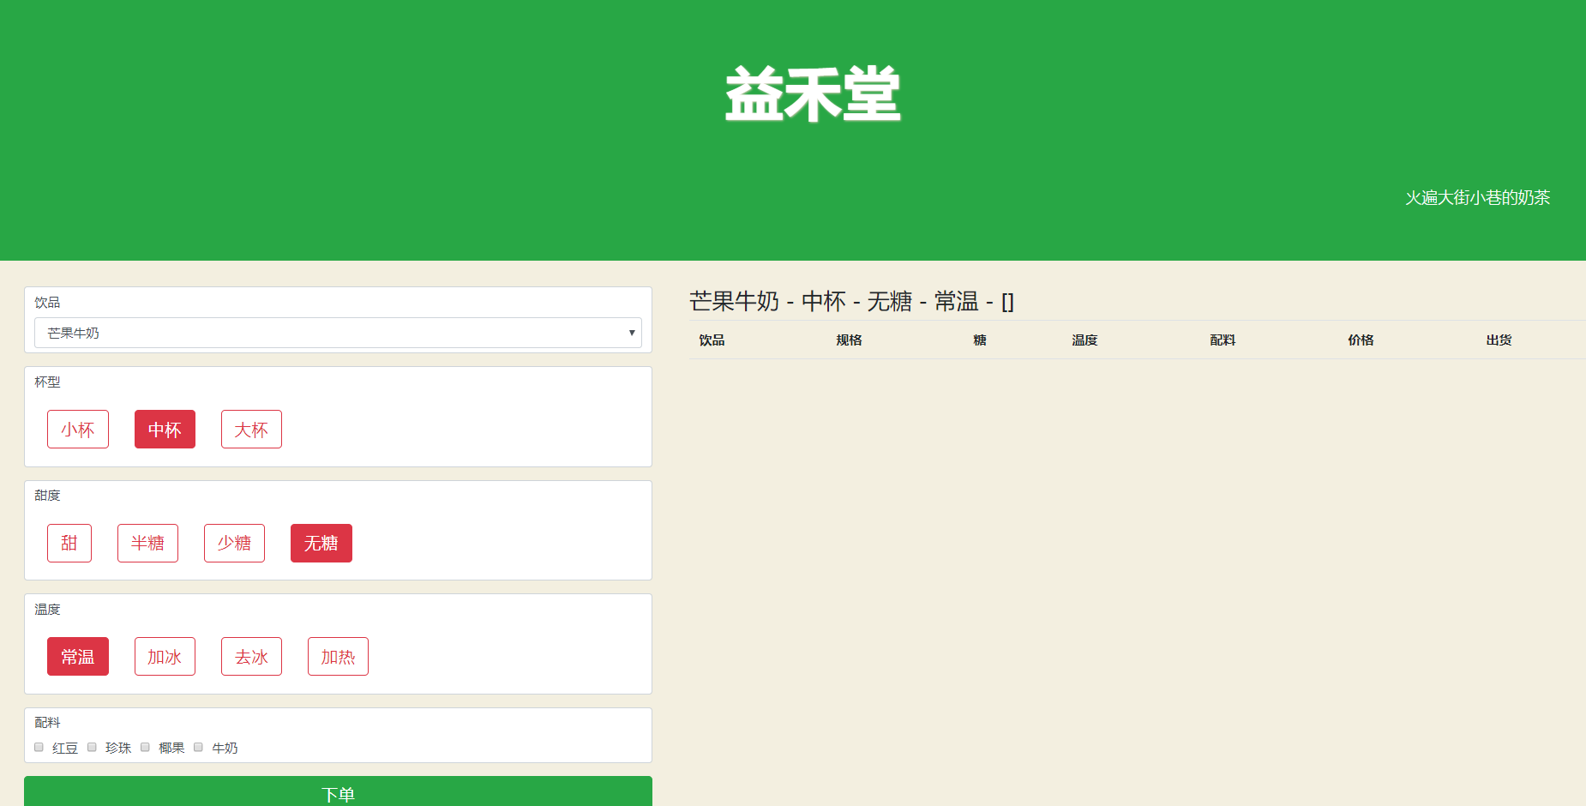 益禾堂
火遍大街小巷的奶茶
饮品
芒果牛奶
杯型
小杯 中杯 大杯
甜度
甜 半糖 少糖 无糖
温度
常温 加冰 去冰 加热
配料
红豆 珍珠 椰果 牛奶
下单
芒果牛奶 - 中杯 - 无糖 - 常温 - []
饮品 规格 糖 温度 配料 价格 出货